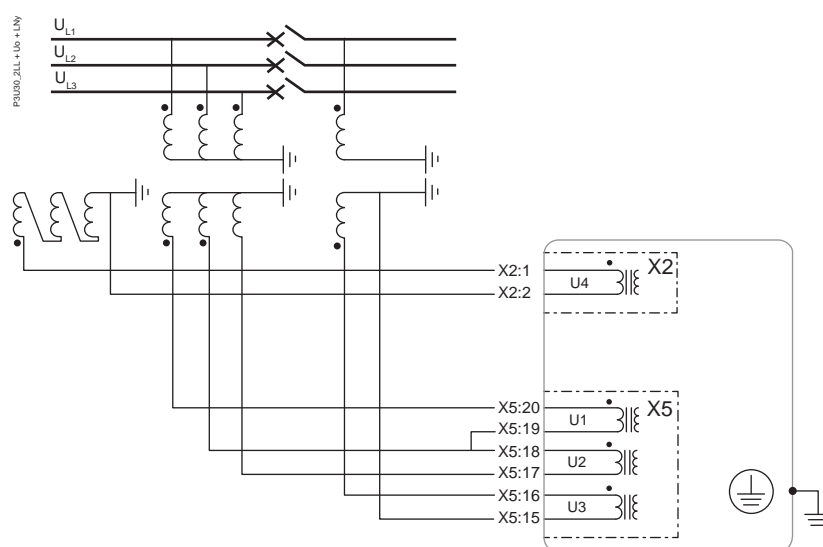 P3U30_2LL + Uo + LNy
UL1
UL2
UL3
X2:1
X2:2
U4
X2
X5:20
X5:19
X5:18
X5:17
X5:16
X5:15
U1
U2
U3
X5